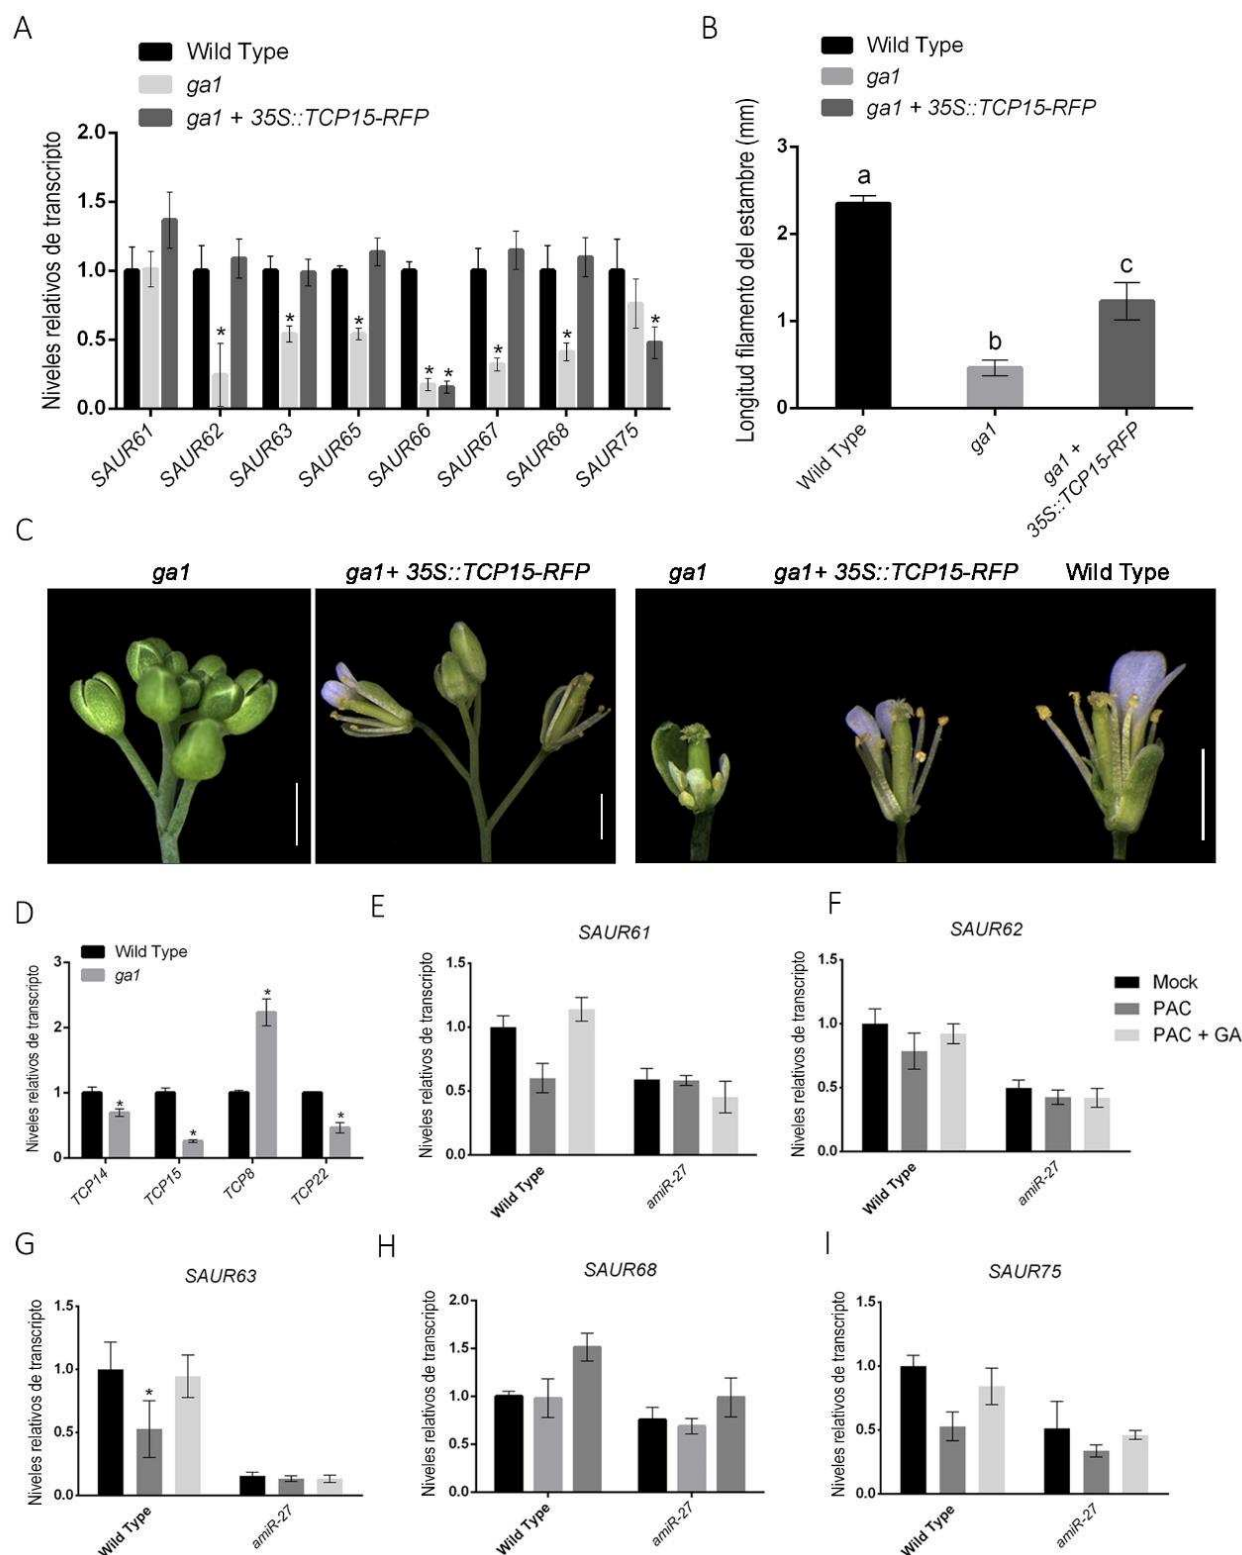 A
Wild Type
ga1
ga1 + 35S::TCP15-RFP
Niveles relativos de transcripto
2.0
1.5
1.0
0.5
0.0
SAUR61
SAUR62
SAUR63
SAUR65
SAUR66
SAUR67
SAUR68
SAUR75
* * * * * * * *
B
Wild Type
ga1
ga1 + 35S::TCP15-RFP
Longitud filamento del estambre (mm)
3
2
1
0
a
b
c
Wild Type
ga1
ga1 +
35S::TCP15-RFP
C
ga1
ga1+ 35S::TCP15-RFP
ga1
ga1+ 35S::TCP15-RFP
Wild Type
D
Wild Type
ga1
Niveles relativos de transcripto
3
2
1
0
* * * *
TCP14
TCP15
TCP8
TCP22
E
SAUR61
Niveles relativos de transcripto
1.5
1.0
0.5
0.0
Wild Type
amiR-27
F
SAUR62
Niveles relativos de transcripto
1.5
1.0
0.5
0.0
Wild Type
amiR-27
Mock
PAC
PAC + GA
G
SAUR63
Niveles relativos de transcripto
1.5
1.0
0.5
0.0
*
Wild Type
amiR-27
H
SAUR68
Niveles relativos de transcripto
2.0
1.5
1.0
0.5
0.0
Wild Type
amiR-27
I
SAUR75
Niveles relativos de transcripto
1.5
1.0
0.5
0.0
Wild Type
amiR-27